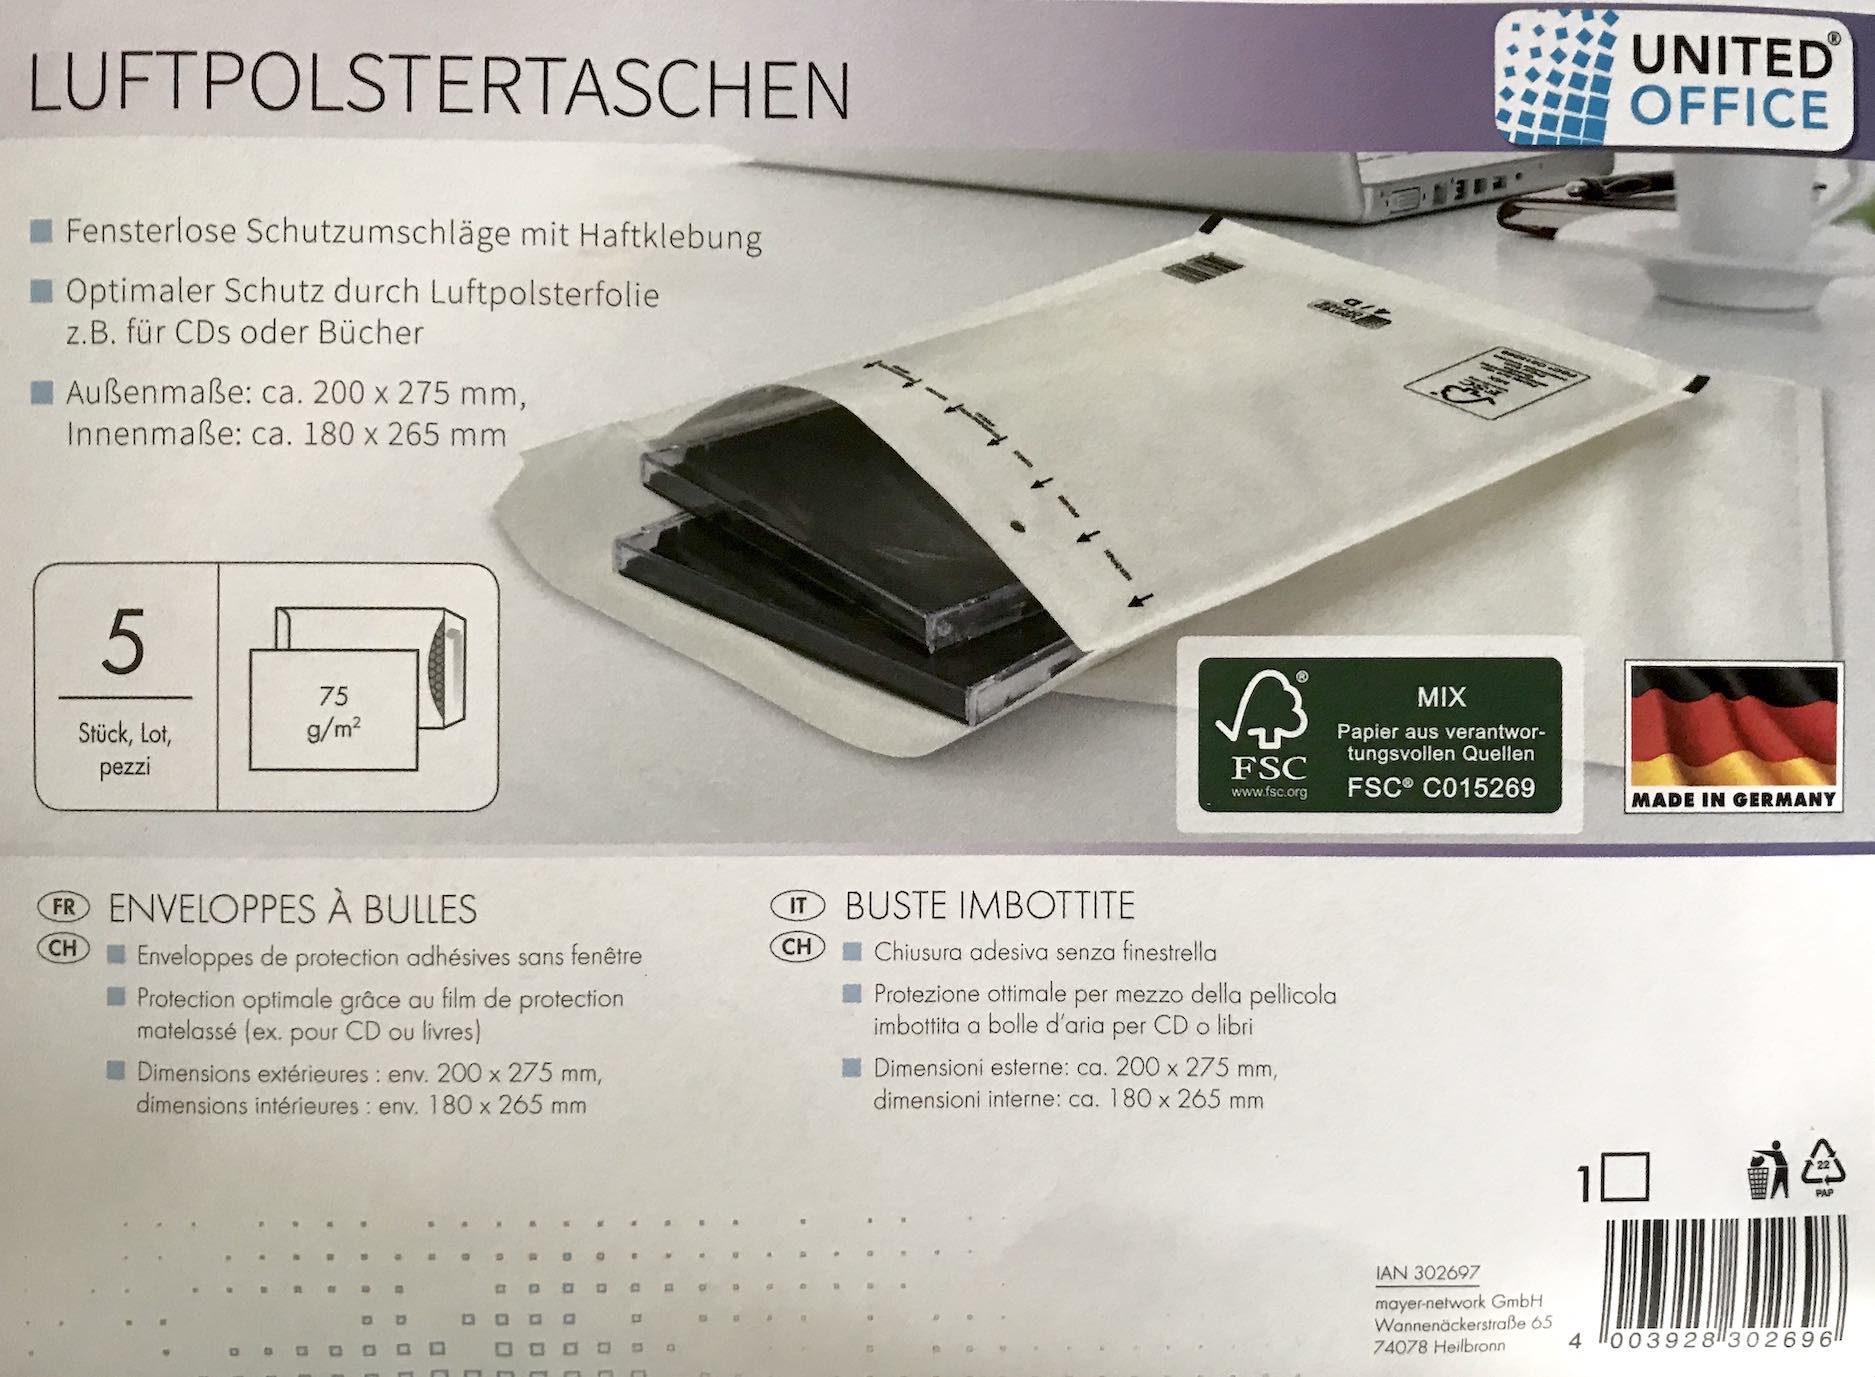 LUFTPOLSTERTASCHEN
UNITED®
OFFICE
Fensterlose Schutzumschläge mit Haftklebung
Optimaler Schutz durch Luftpolsterfolie
z.B. für CDs oder Bücher
Außenmaße: ca. 200 x 275 mm,
Innenmaße: ca. 180 x 265 mm
5
Stück, Lot,
pezzi
75
g/m²
4 / D
®
FSC
www.fsc.org
MIX
Papier aus verantwor-
tungsvollen Quellen
FSC® C015269
MADE IN GERMANY
FR
CH
ENVELOPPES À BULLES
Enveloppes de protection adhésives sans fenêtre
Protection optimale grâce au film de protection
matelassé (ex. pour CD ou livres)
Dimensions extérieures : env. 200 x 275 mm,
dimensions intérieures : env. 180 x 265 mm
IT
CH
BUSTE IMBOTTITE
Chiusura adesiva senza finestrella
Protezione ottimale per mezzo della pellicola
imbottita a bolle d'aria per CD o libri
Dimensioni esterne: ca. 200 x 275 mm,
dimensioni interne: ca. 180 x 265 mm
1
22
PAP
IAN 302697
mayer-network GmbH
Wannenäckerstraße 65
74078 Heilbronn
4 003928 302696